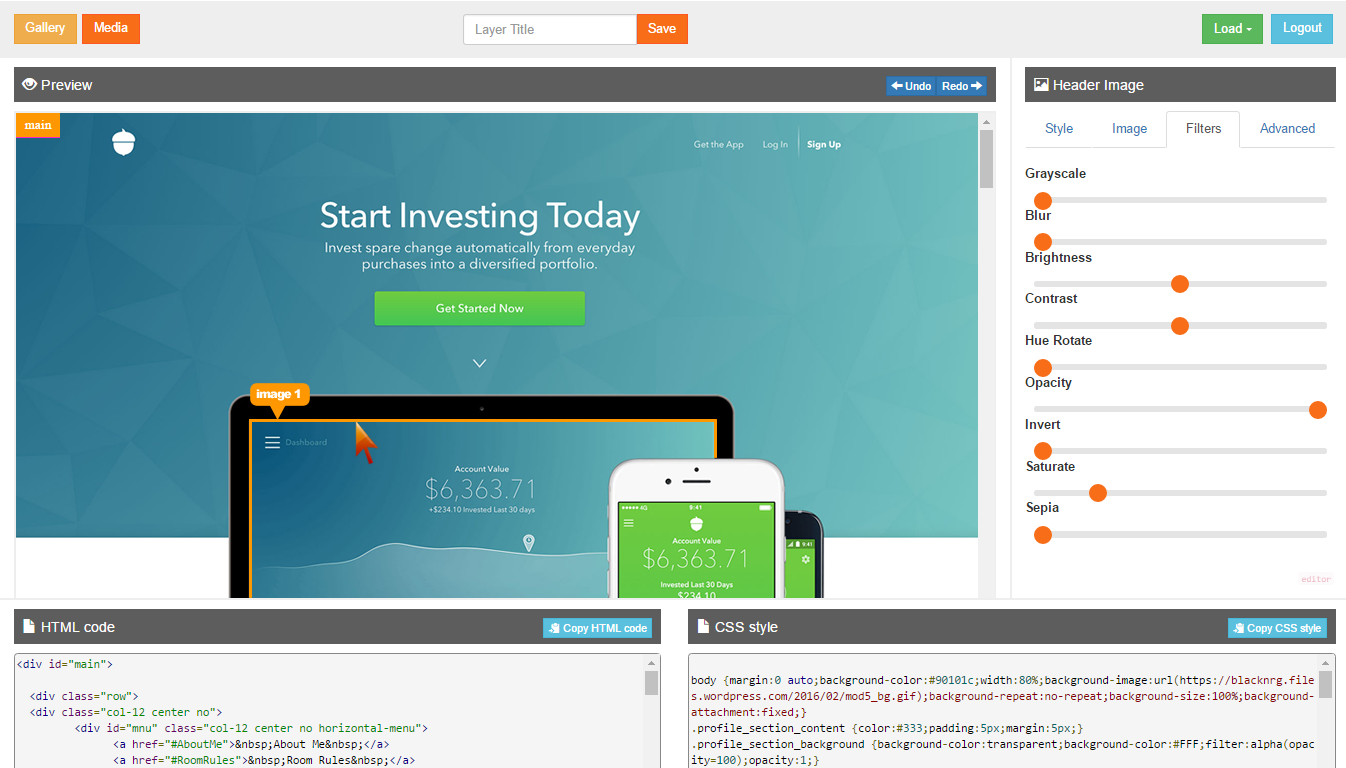 Gallery
Media
Layer Title
Save
Load
Logout
Preview
Undo
Redo
Header Image
main
Get the App
Log In
Sign Up
Start Investing Today
Invest spare change automatically from everyday
purchases into a diversified portfolio.
Get Started Now
image 1
Dashboard
Account Value
$6,363.71
+$234.10 Invested Last 30 days
4G
9:41
Account Value
$6,363.71
Invested Last 30 Days
$234.10
9:41
Style
Image
Filters
Advanced
Grayscale
Blur
Brightness
Contrast
Hue Rotate
Opacity
Invert
Saturate
Sepia
editor
HTML code
Copy HTML code
<div id="main">
<div class="row">
<div class="col-12 center no">
<div id="mnu" class="col-12 center no horizontal-menu">
<a href="#AboutMe">&nbsp;About Me&nbsp;</a>
<a href="#RoomRules">&nbsp;Room Rules&nbsp;</a>
CSS style
Copy CSS style
body {margin:0 auto;background-color:#90101c;width:80%;background-image:url(https://blacknrg.file
s.wordpress.com/2016/02/mod5_bg.gif);background-repeat:no-repeat;background-size:100%;background-
attachment:fixed;}
.profile_section_content {color:#333;padding:5px;margin:5px;}
.profile_section_background {background-color:transparent;background-color:#FFF;filter:alpha(opac
ity=100);opacity:1;}